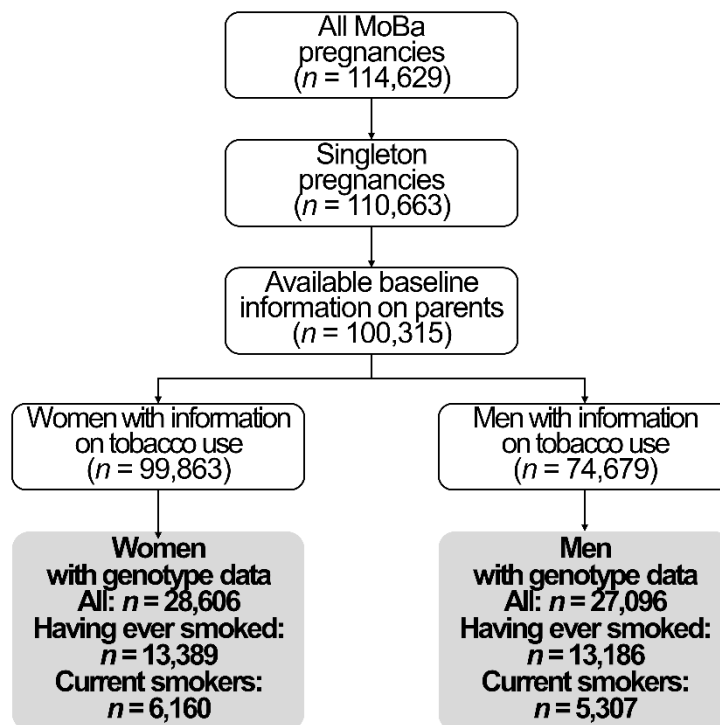 All MoBa
pregnancies
(n = 114,629)
Singleton
pregnancies
(n = 110,663)
Available baseline
information on parents
(n = 100,315)
Women with information
on tobacco use
(n = 99,863)
Men with information
on tobacco use
(n = 74,679)
Women
with genotype data
All: n = 28,606
Having ever smoked:
n = 13,389
Current smokers:
n = 6,160
Men
with genotype data
All: n = 27,096
Having ever smoked:
n = 13,186
Current smokers:
n = 5,307